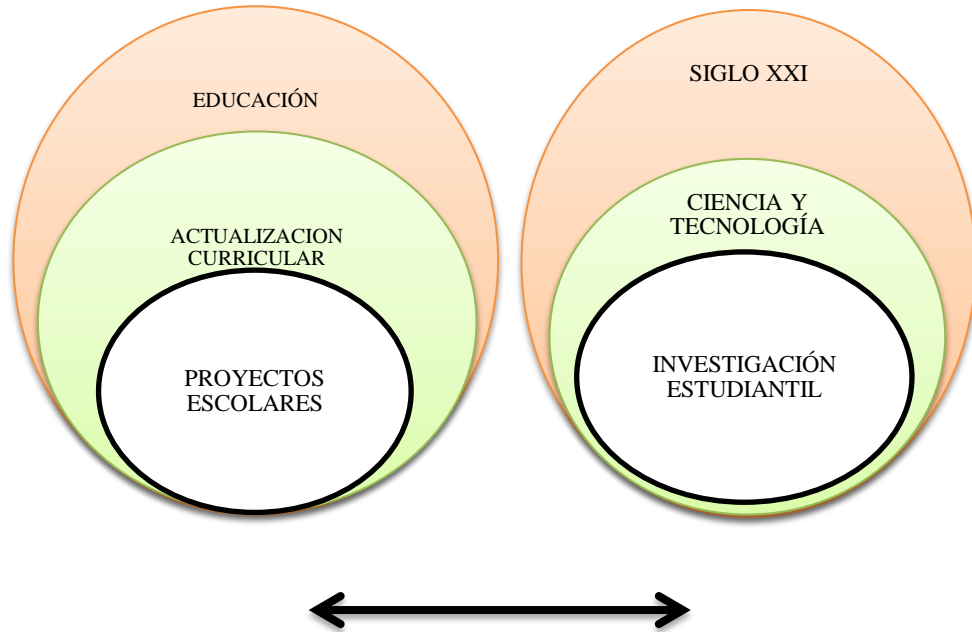 EDUCACIÓN
ACTUALIZACION
CURRICULAR
PROYECTOS
ESCOLARES
SIGLO XXI
CIENCIA Y
TECNOLOGÍA
INVESTIGACIÓN
ESTUDIANTIL